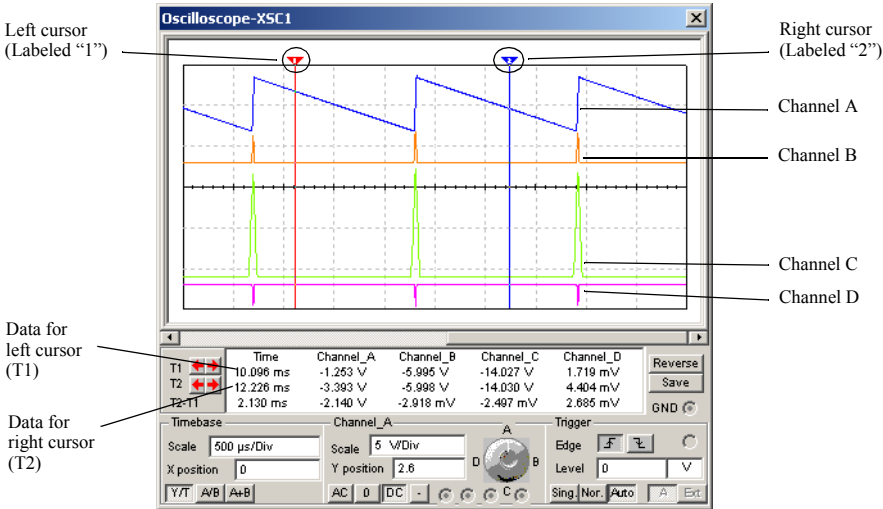 Oscilloscope-XSC1
Left cursor
(Labeled “1”)
Right cursor
(Labeled “2”)
1
2
Channel A
Channel B
Channel C
Channel D
Data for
left cursor
(T1)
Data for
right cursor
(T2)
Time Channel_A Channel_B Channel_C Channel_D
T1 10.096 ms -1.253 V -5.995 V -14.027 V 1.719 mV
T2 12.226 ms -3.393 V -5.998 V -14.030 V 4.404 mV
T2-T1 2.130 ms -2.140 V -2.918 mV -2.497 mV 2.685 mV
Reverse
Save
GND
Timebase
Scale 500 µs/Div
X position 0
Y/T A/B A+B
Channel_A
Scale 5 V/Div
Y position 2.6
AC 0 DC -
A
B
C
D
Trigger
Edge
Level 0 V
Sing. Nor. Auto A Ext